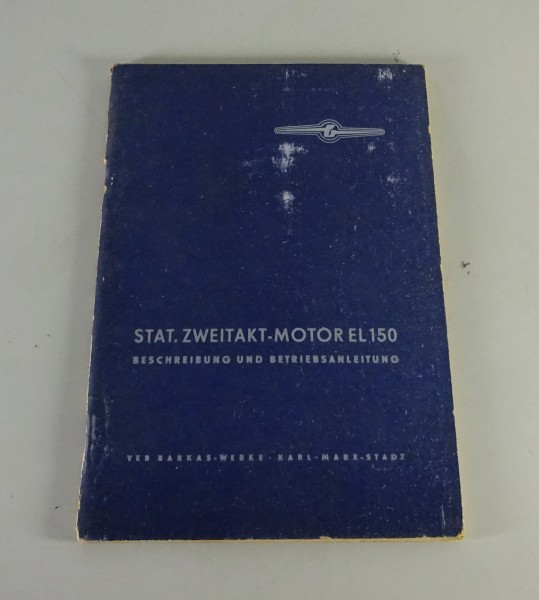 STAT. ZWEITAKT-MOTOR EL 150
BESCHREIBUNG UND BETRIEBSANLEITUNG
VEB BARKAS-WERKE · KARL-MARX-STADT